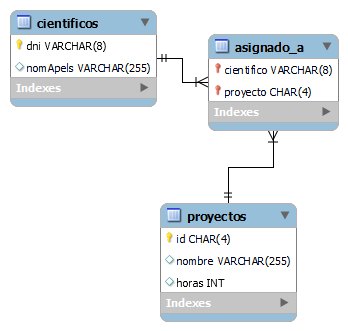 cientificos
dni VARCHAR(8)
nomApels VARCHAR(255)
Indexes
asignado_a
cientifico VARCHAR(8)
proyecto CHAR(4)
Indexes
proyectos
id CHAR(4)
nombre VARCHAR(255)
horas INT
Indexes